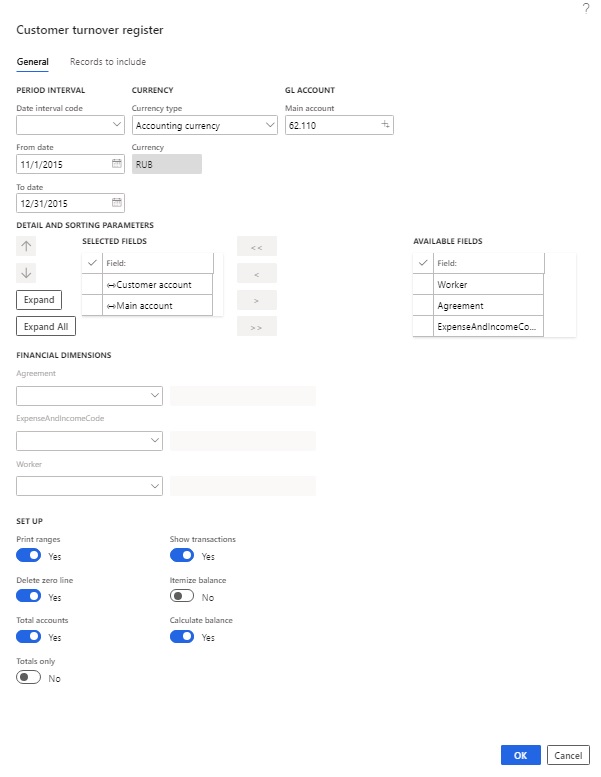 ?
Customer turnover register
General Records to include
PERIOD INTERVAL CURRENCY GL ACCOUNT
Date interval code Currency type Main account
Accounting currency 62.110
From date Currency
11/1/2015 RUB
To date
12/31/2015
DETAIL AND SORTING PARAMETERS
SELECTED FIELDS AVAILABLE FIELDS
<<
Field: Field:
<
Customer account Worker
Expand > Main account Agreement
Expand All >> ExpenseAndIncomeCo...
FINANCIAL DIMENSIONS
Agreement
ExpenseAndIncomeCode
Worker
SET UP
Print ranges Show transactions
Yes Yes
Delete zero line Itemize balance
Yes No
Total accounts Calculate balance
Yes Yes
Totals only
No
OK Cancel